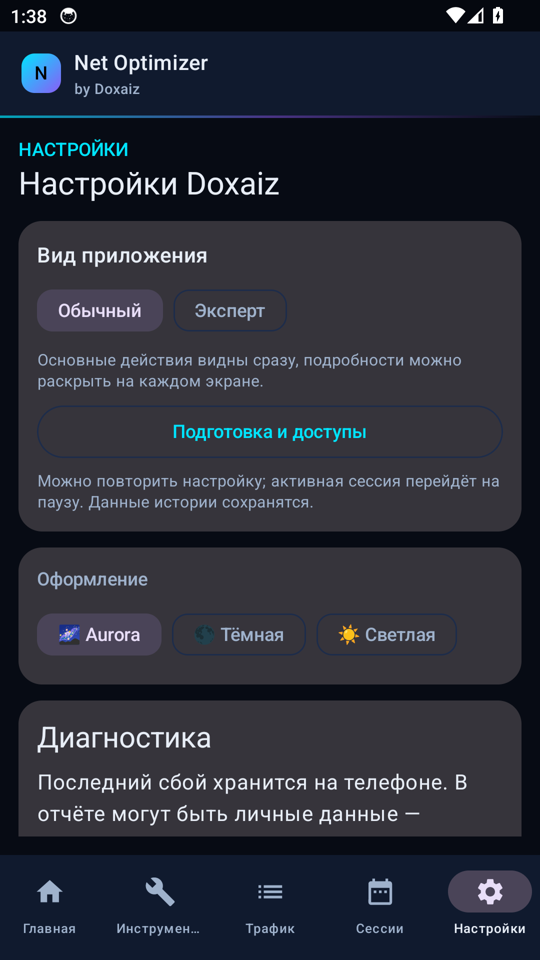 1:38
N
Net Optimizer
by Doxaiz
НАСТРОЙКИ
Настройки Doxaiz
Вид приложения
Обычный
Эксперт
Основные действия видны сразу, подробности можно
раскрыть на каждом экране.
Подготовка и доступы
Можно повторить настройку; активная сессия перейдёт на
паузу. Данные истории сохранятся.
Оформление
🌌 Aurora
🌑 Тёмная
☀️ Светлая
Диагностика
Последний сбой хранится на телефоне. В
отчёте могут быть личные данные —
Главная
Инструмен…
Трафик
Сессии
Настройки